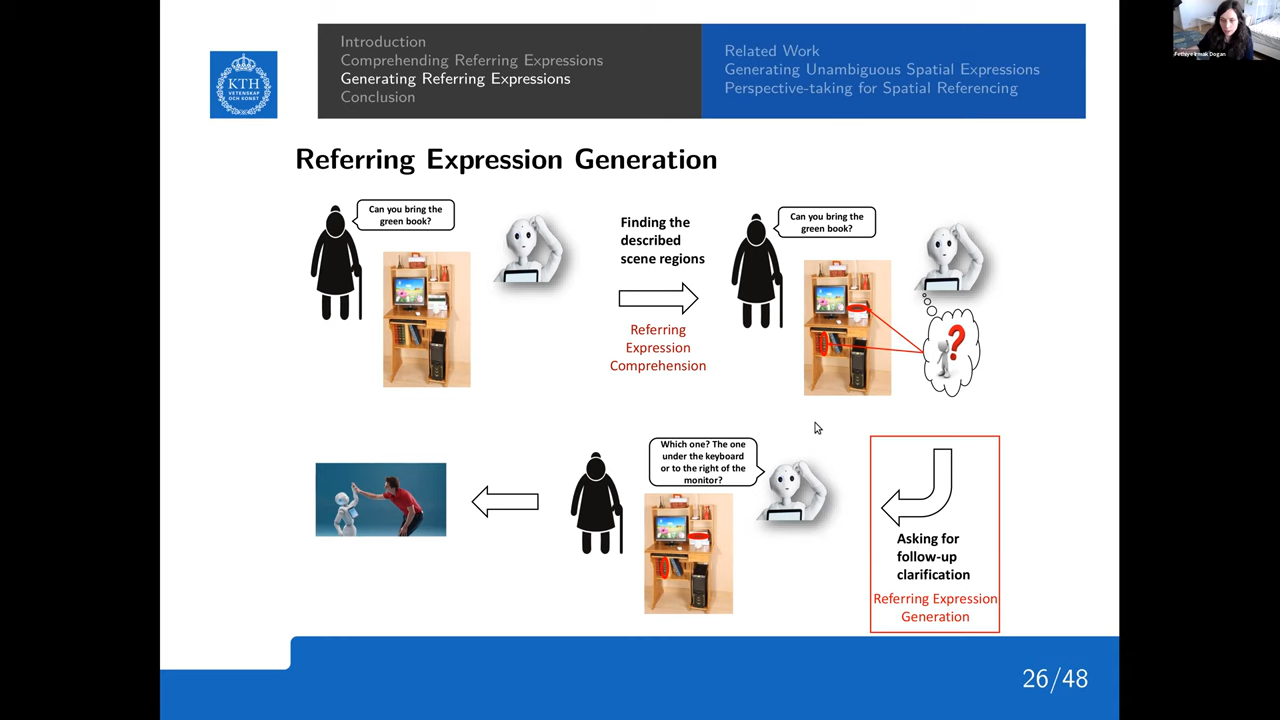 Introduction
Comprehending Referring Expressions
Generating Referring Expressions
Conclusion
Related Work
Generating Unambiguous Spatial Expressions
Perspective-taking for Spatial Referencing
KTH
VETENSKAP
OCH KONST
Fethiye Irmak Dogan
Referring Expression Generation
Can you bring the
green book?
Finding the
described
scene regions
Referring
Expression
Comprehension
Can you bring the
green book?
?
Which one? The one
under the keyboard
or to the right of the
monitor?
Asking for
follow-up
clarification
Referring Expression
Generation
26/48